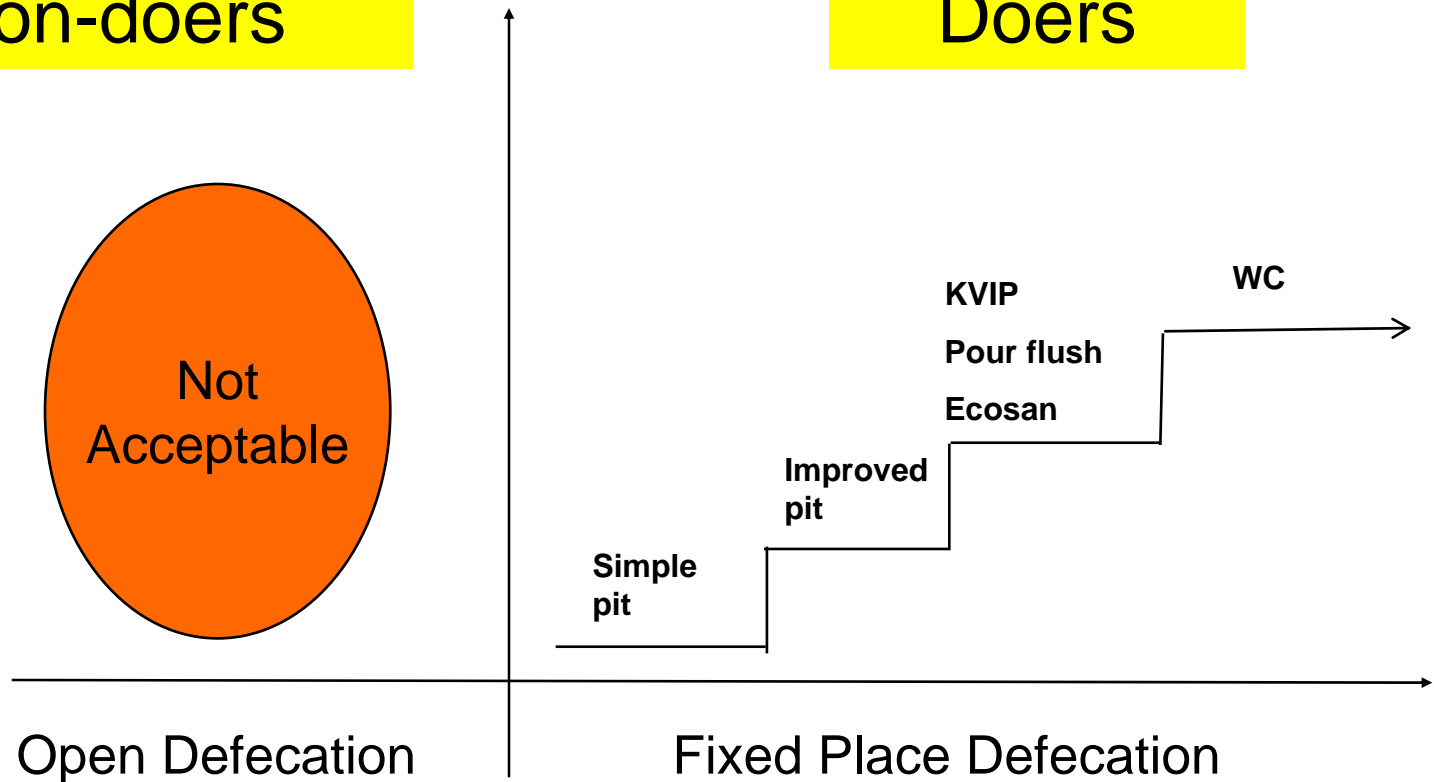 on-doers
Doers
Not
Acceptable
KVIP
Pour flush
Ecosan
WC
Improved
pit
Simple
pit
Open Defecation
Fixed Place Defecation